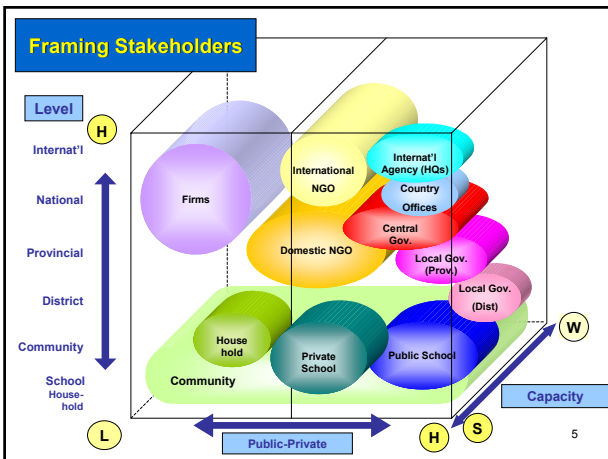 Framing Stakeholders
Level
H
Internat'l
National
Provincial
District
Community
School
House-
hold
L
Firms
International
NGO
Internat'l
Agency (HQs)
Country
Offices
Central
Gov.
Domestic NGO
Local Gov.
(Prov.)
Local Gov.
(Dist)
House
hold
Private
School
Public School
Community
W
Capacity
S
H
Public-Private
5